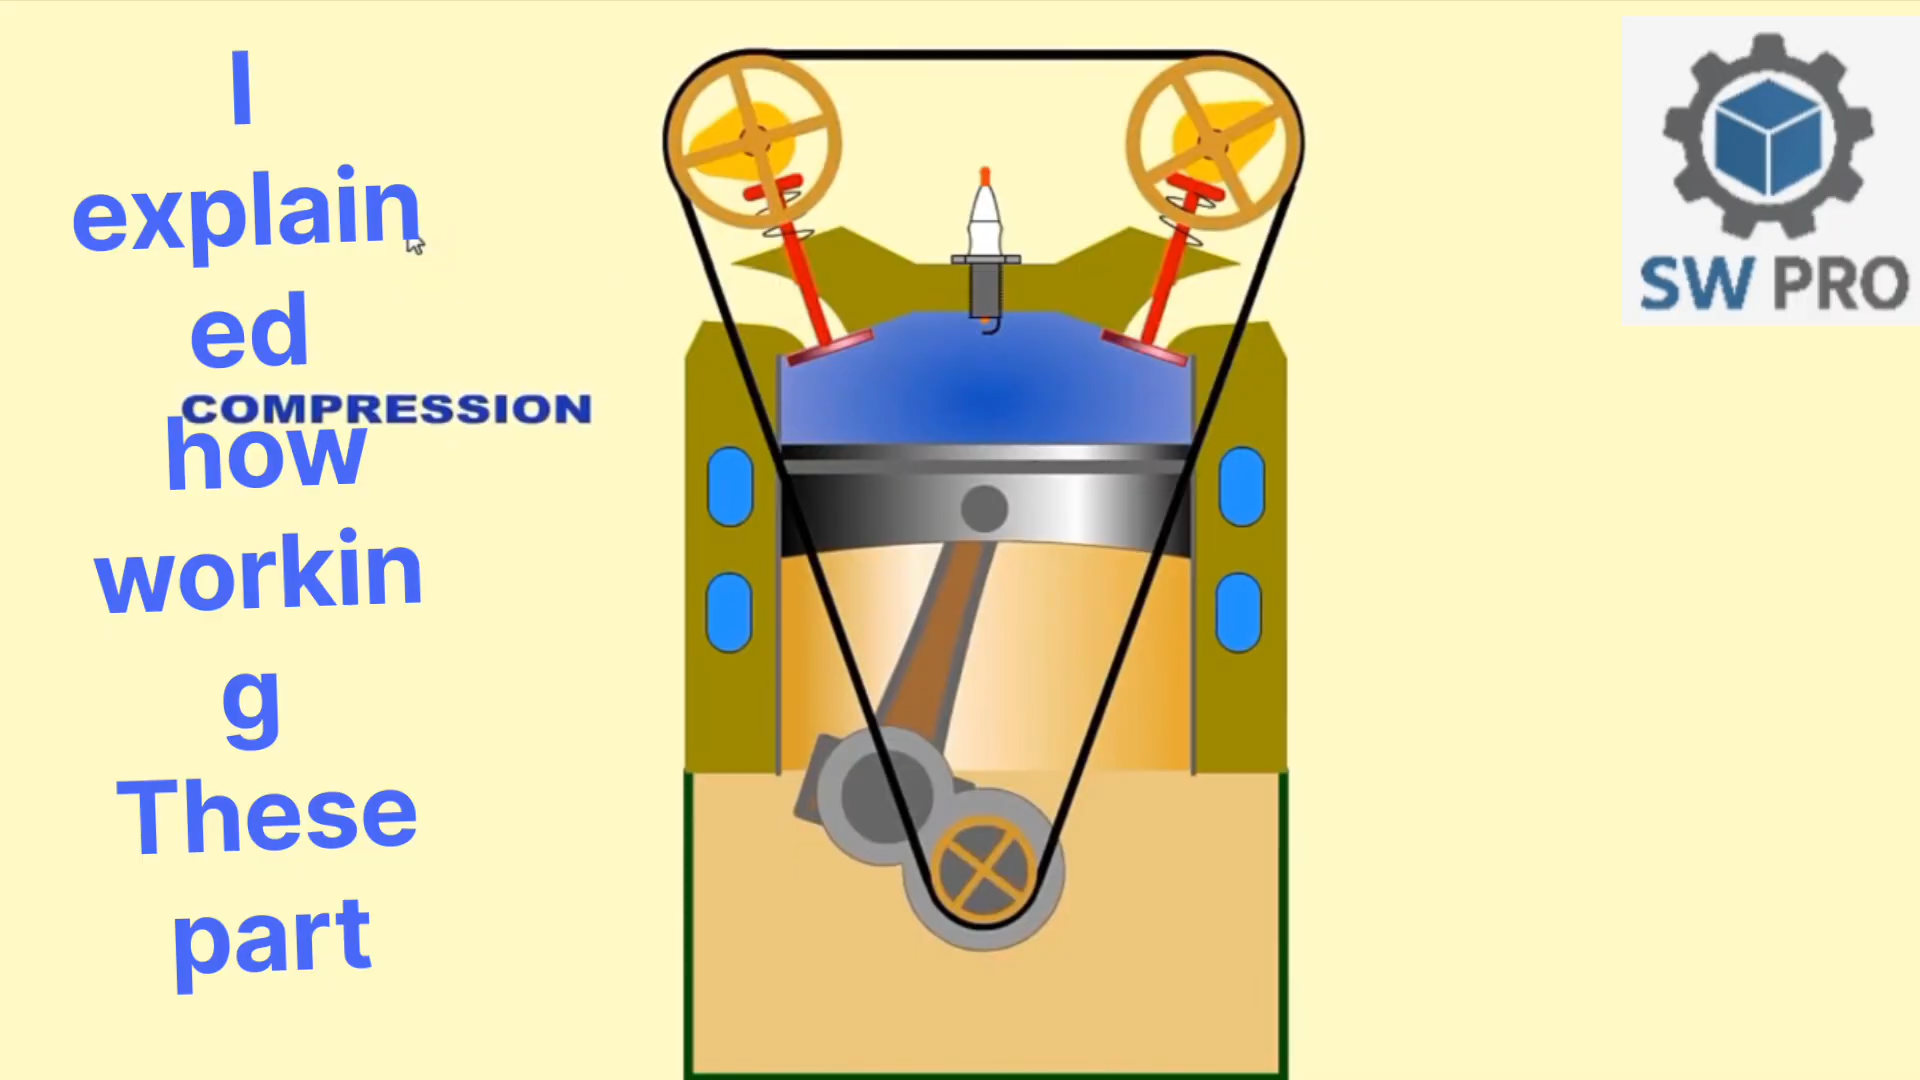 I
explain
ed
COMPRESSION
how
workin
g
These
part
SW PRO